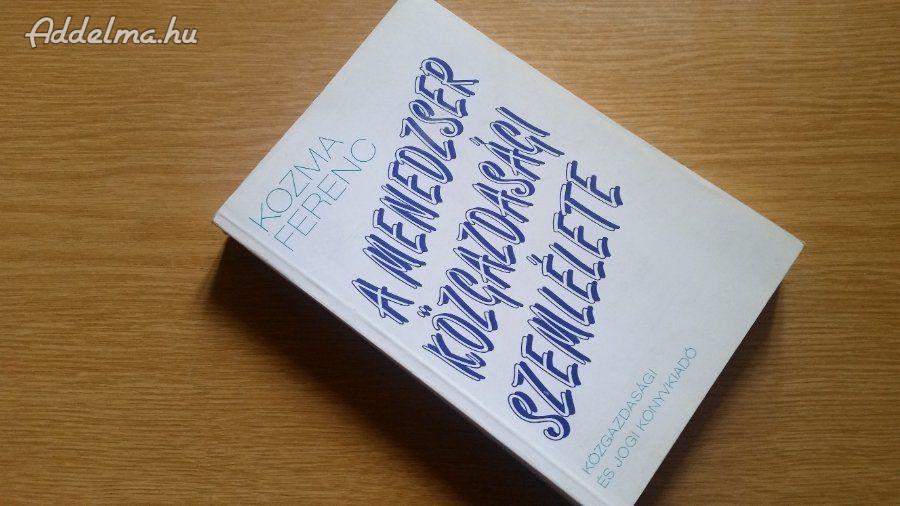 Addelma.hu
KOZMA
FERENC
A MENEDZSER
KÖZGAZDASÁGI
SZEMLÉLETE
KÖZGAZDASÁGI
ÉS JOGI KÖNYVKIADÓ